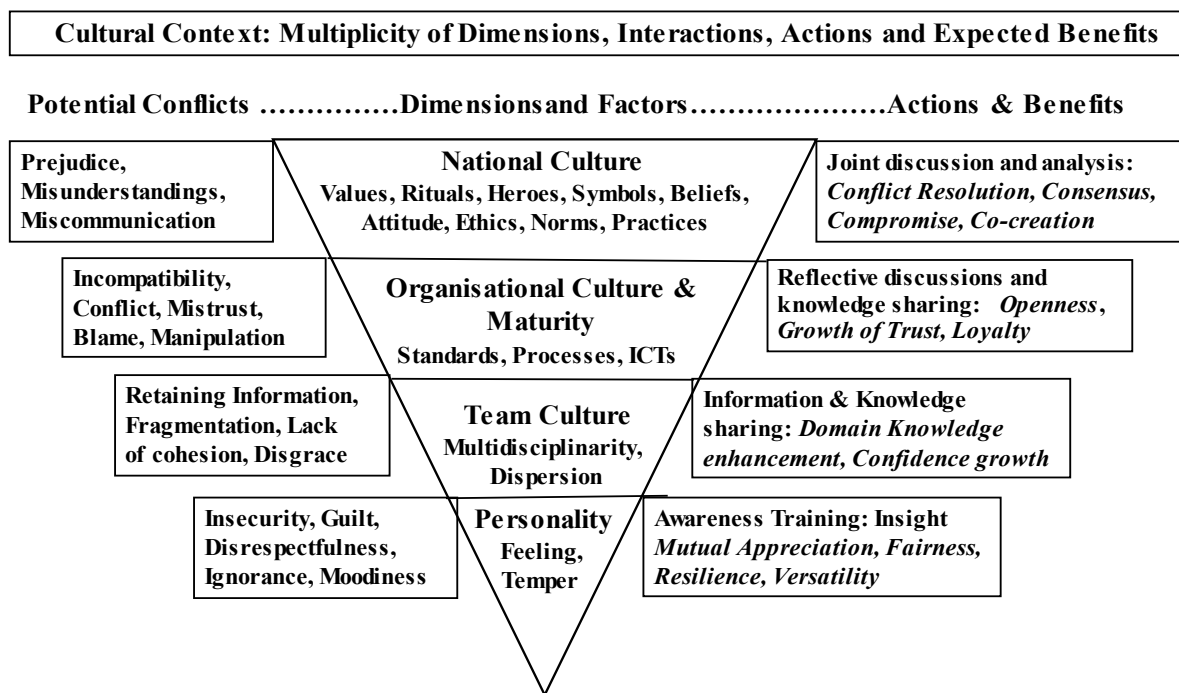 Cultural Context: Multiplicity of Dimensions, Interactions, Actions and Expected Benefits
Potential Conflicts ...............Dimensions and Factors.....................Actions & Benefits
Prejudice,
Misunderstandings,
Miscommunication
National Culture
Values, Rituals, Heroes, Symbols, Beliefs,
Attitude, Ethics, Norms, Practices
Joint discussion and analysis:
Conflict Resolution, Consensus,
Compromise, Co-creation
Incompatibility,
Conflict, Mistrust,
Blame, Manipulation
Organisational Culture &
Maturity
Standards, Processes, ICTs
Reflective discussions and
knowledge sharing: Openness,
Growth of Trust, Loyalty
Retaining Information,
Fragmentation, Lack
of cohesion, Disgrace
Team Culture
Multidisciplinarity,
Dispersion
Information & Knowledge
sharing: Domain Knowledge
enhancement, Confidence growth
Insecurity, Guilt,
Disrespectfulness,
Ignorance, Moodiness
Personality
Feeling,
Temper
Awareness Training: Insight
Mutual Appreciation, Fairness,
Resilience, Versatility